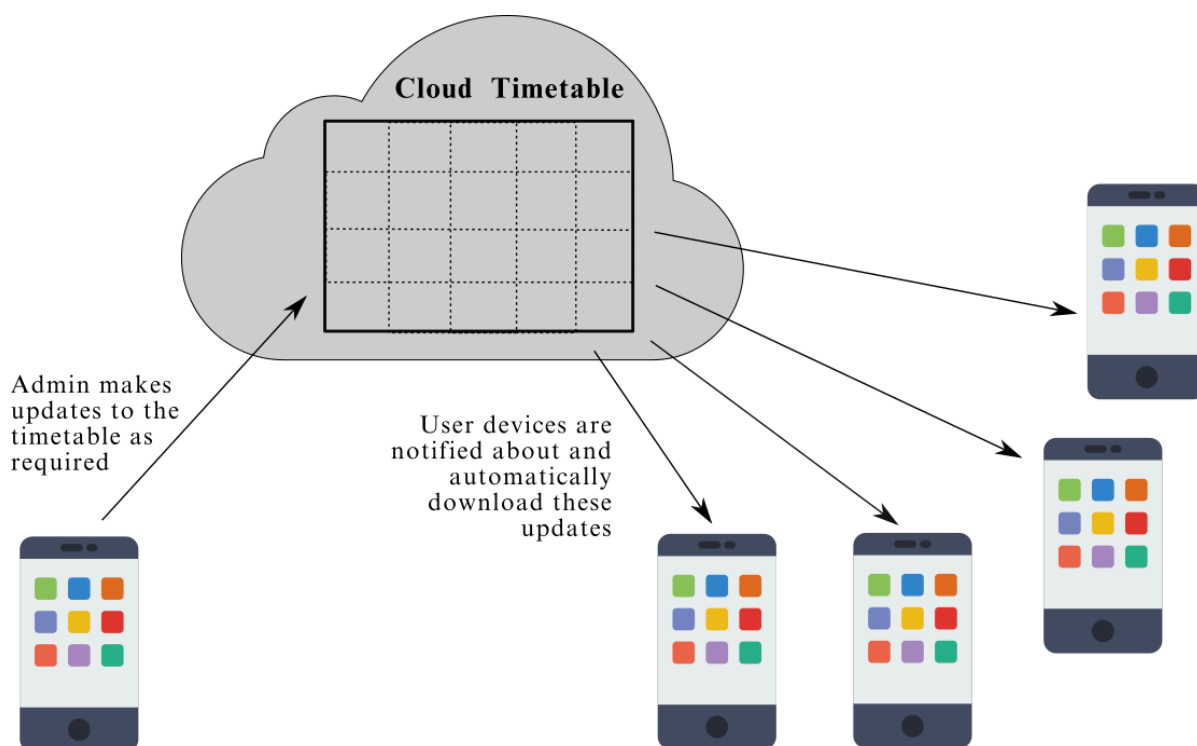 Cloud Timetable
Admin makes
updates to the
timetable as
required
User devices are
notified about and
automatically
download these
updates